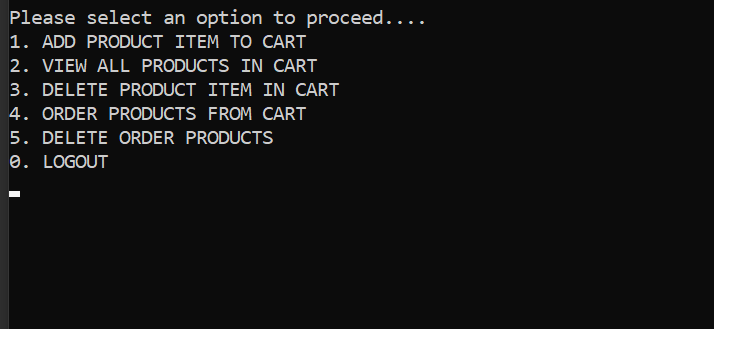 Please select an option to proceed....
1. ADD PRODUCT ITEM TO CART
2. VIEW ALL PRODUCTS IN CART
3. DELETE PRODUCT ITEM IN CART
4. ORDER PRODUCTS FROM CART
5. DELETE ORDER PRODUCTS
0. LOGOUT